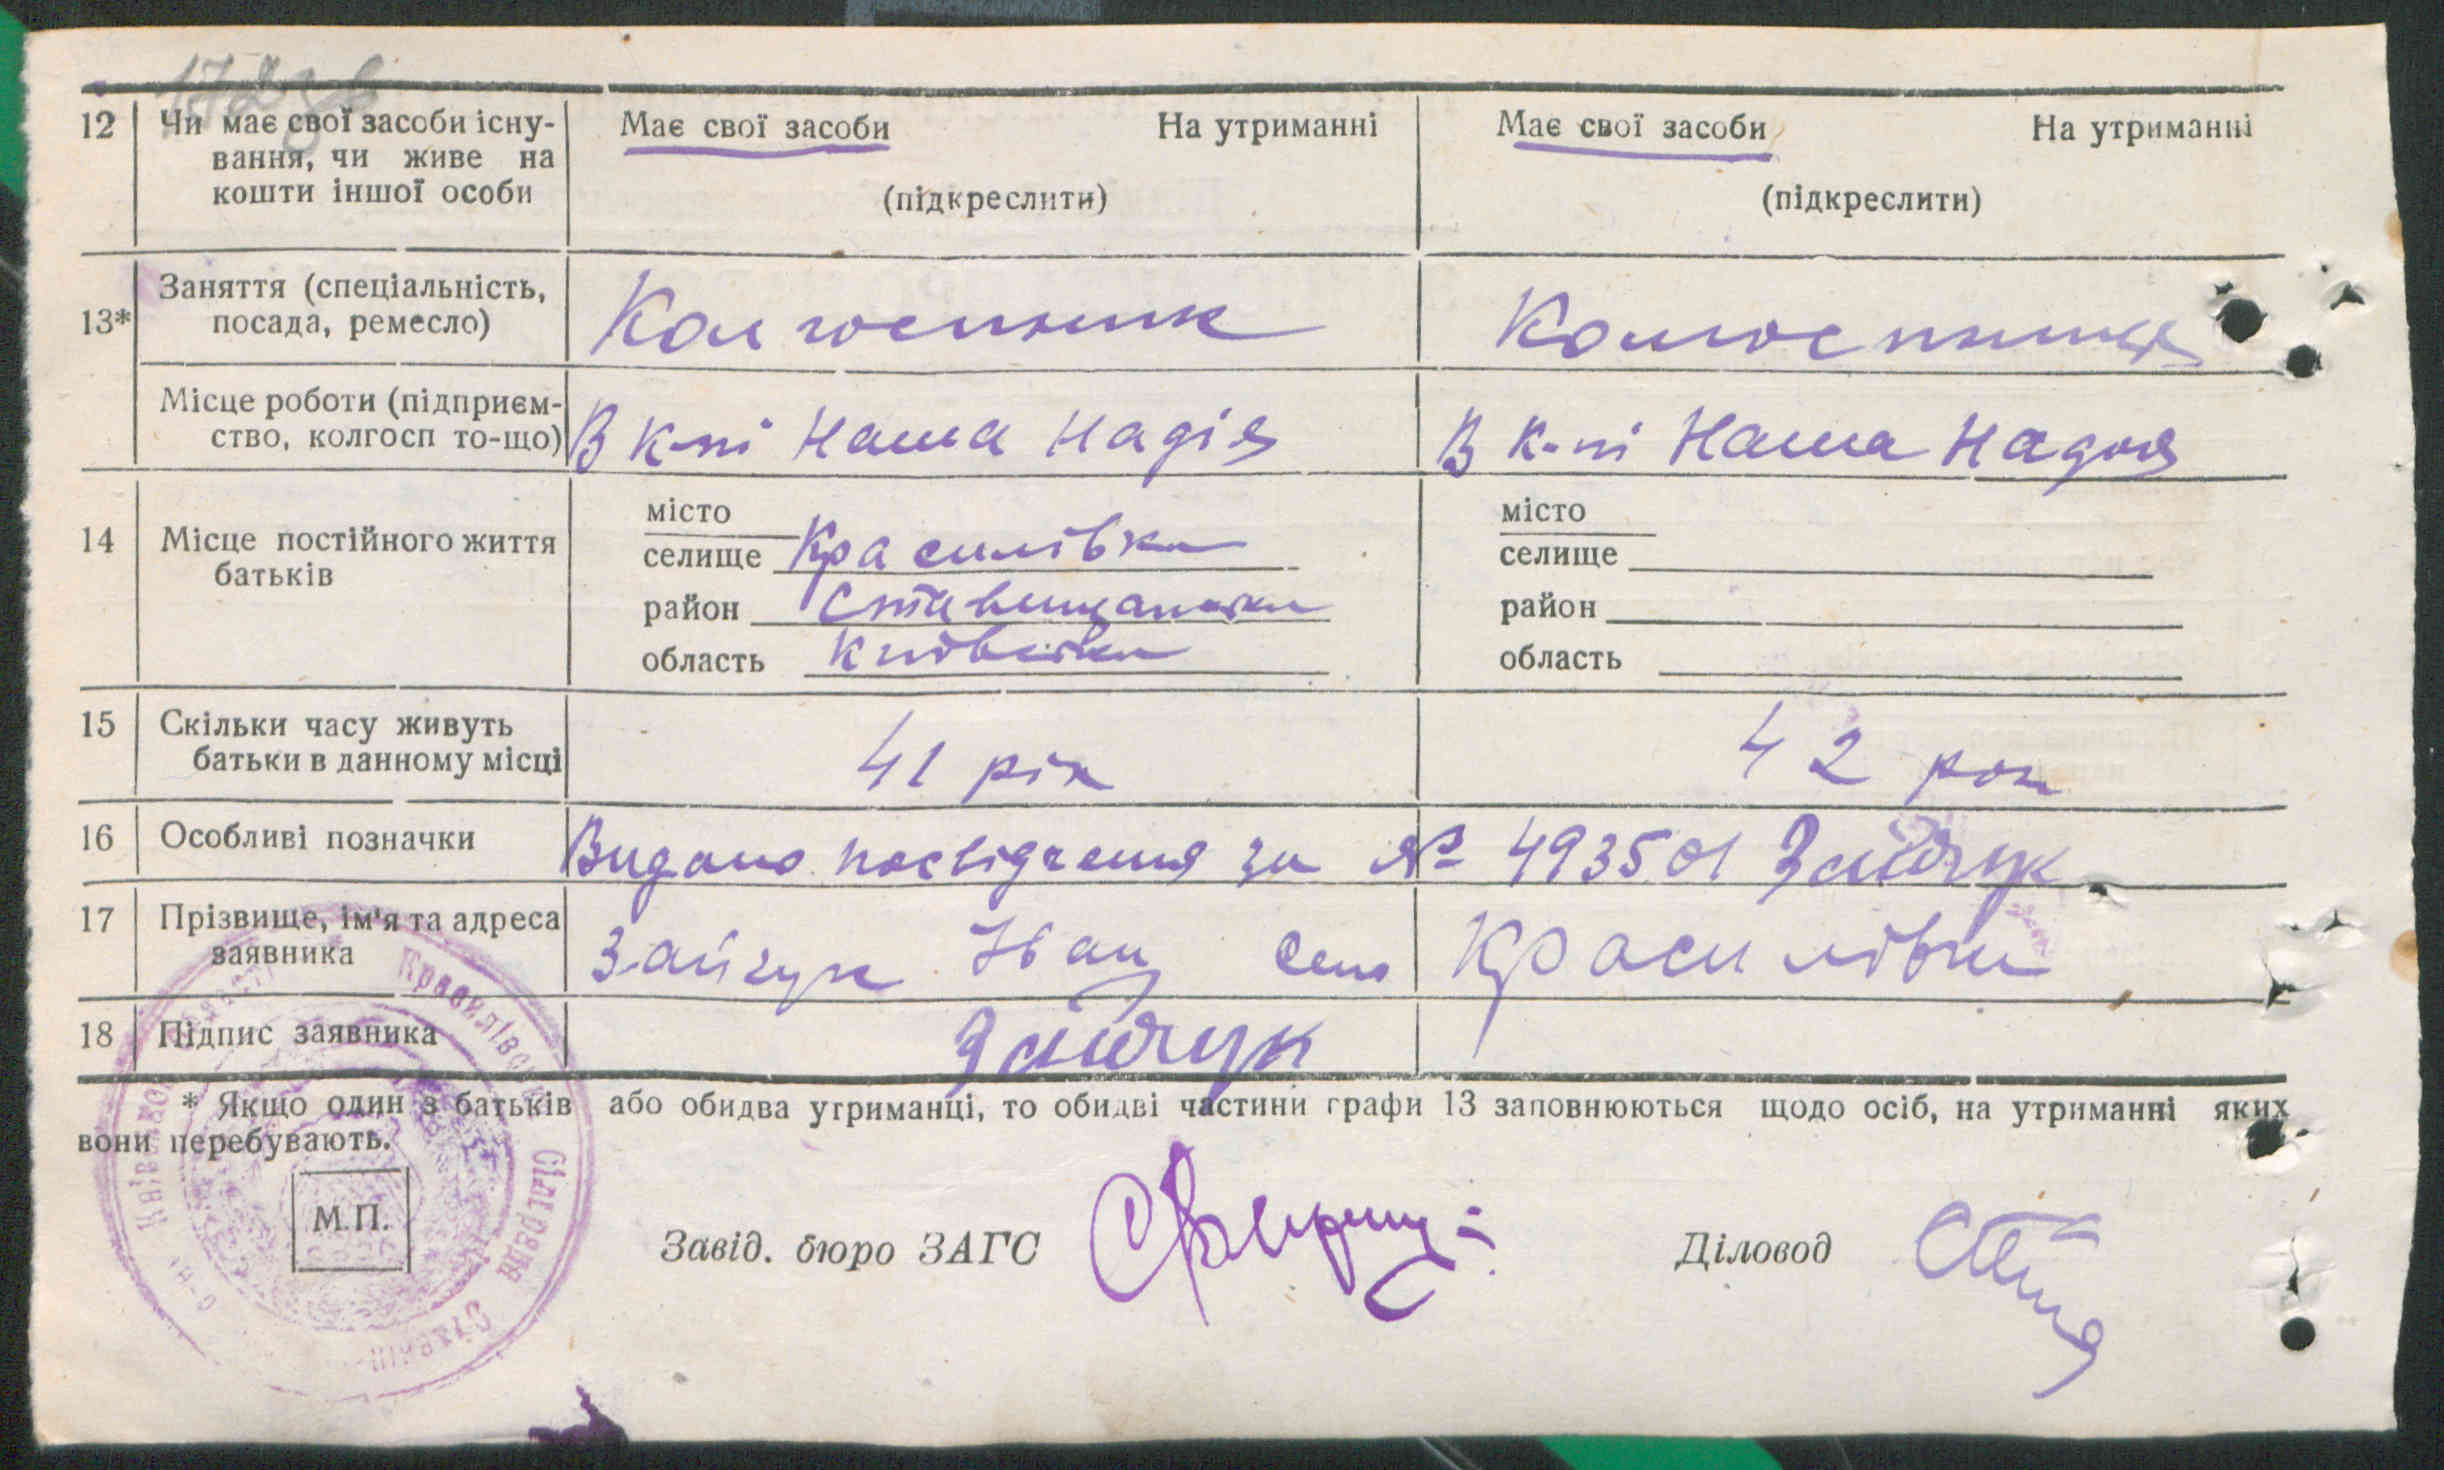 12 Чи має свої засоби існу- Має свої засоби На утриманні Має свої засоби На утриманні
вання, чи живе на
кошти іншої особи (підкреслити) (підкреслити)
Заняття (спеціальність,
13* посада, ремесло) Колгоспник Колгоспниця
Місце роботи (підприєм-
ство, колгосп то-що) В к-пі Наша Надія В к-пі Наша Надія
місто місто
14 Місце постійного життя селище Красилівка селище
батьків
район Ставищанський район
область Київська область
15 Скільки часу живуть
батьки в данному місці 41 рік 42 роки
16 Особливі позначки Видано посвідчення за № 493501 Зайчук
17 Прізвище, ім'я та адреса
заявника Зайчук Іван село Красилівка
18 Підпис заявника Зайчук
* Якщо один з батьків або обидва утриманці, то обидві частини графи 13 заповнюються щодо осіб, на утриманні яких
вони перебувають.
М.П.
Завід. бюро ЗАГС Діловод